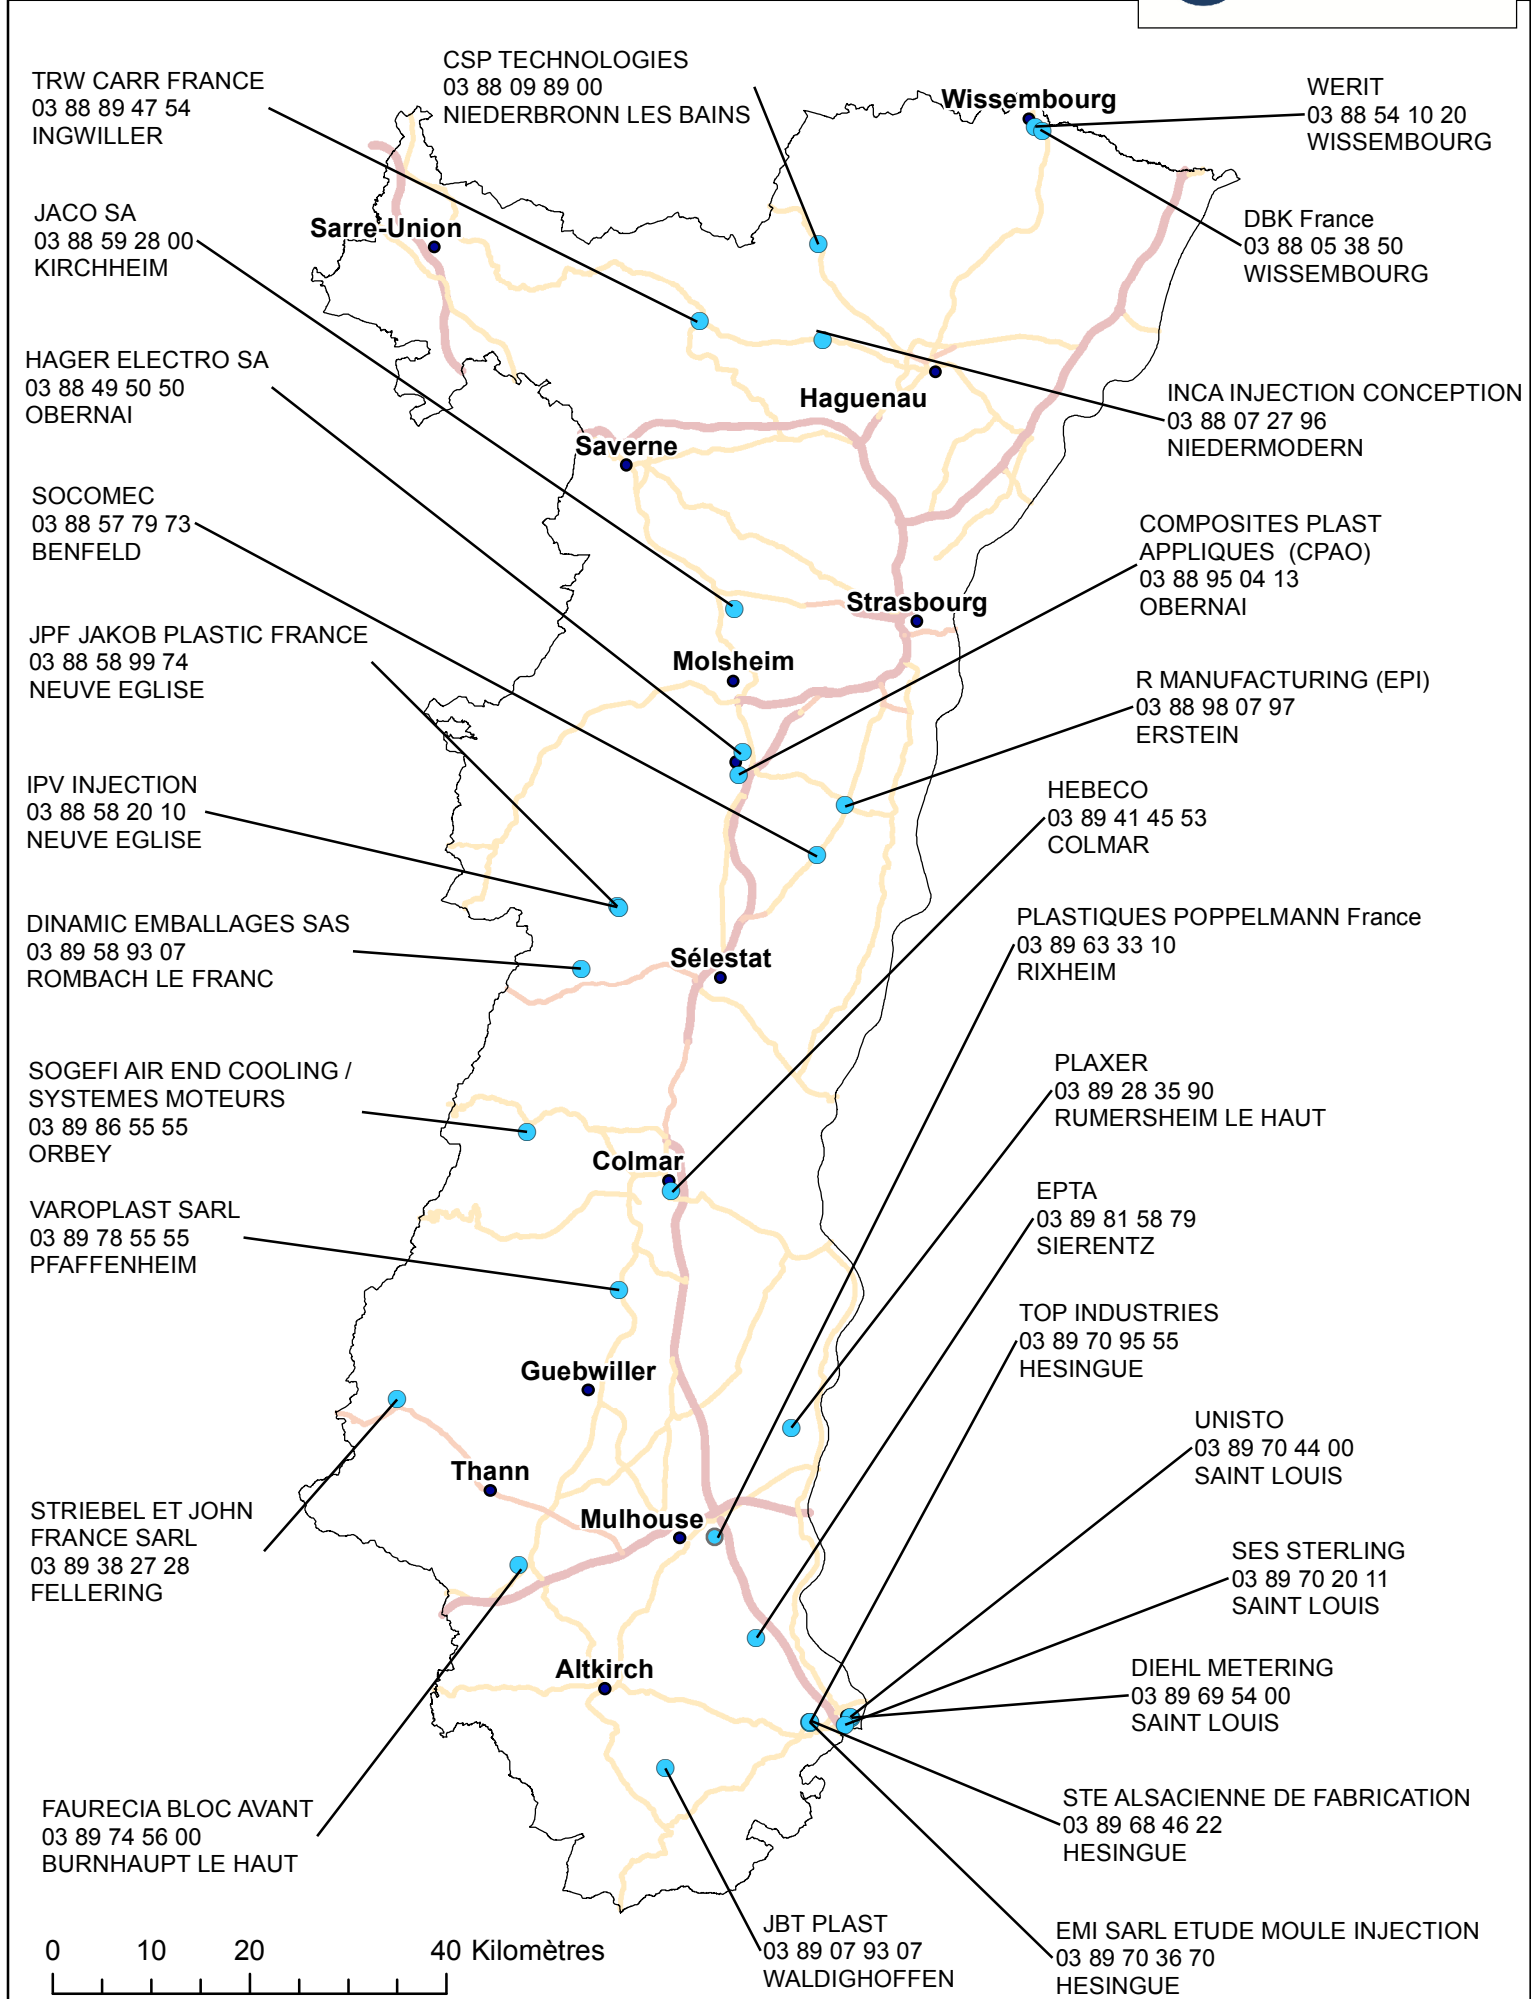 CSP TECHNOLOGIES
03 88 09 89 00
NIEDERBRONN LES BAINS
TRW CARR FRANCE
03 88 89 47 54
INGWILLER
Wissembourg
WERIT
03 88 54 10 20
WISSEMBOURG
JACO SA
03 88 59 28 00
KIRCHHEIM
Sarre-Union
DBK France
03 88 05 38 50
WISSEMBOURG
HAGER ELECTRO SA
03 88 49 50 50
OBERNAI
Haguenau
INCA INJECTION CONCEPTION
03 88 07 27 96
NIEDERMODERN
Saverne
SOCOMEC
03 88 57 79 73
BENFELD
COMPOSITES PLAST
APPLIQUES (CPAO)
03 88 95 04 13
OBERNAI
Strasbourg
JPF JAKOB PLASTIC FRANCE
03 88 58 99 74
NEUVE EGLISE
Molsheim
R MANUFACTURING (EPI)
03 88 98 07 97
ERSTEIN
IPV INJECTION
03 88 58 20 10
NEUVE EGLISE
HEBECO
03 89 41 45 53
COLMAR
DINAMIC EMBALLAGES SAS
03 89 58 93 07
ROMBACH LE FRANC
Sélestat
PLASTIQUES POPPELMANN France
03 89 63 33 10
RIXHEIM
SOGEFI AIR END COOLING /
SYSTEMES MOTEURS
03 89 86 55 55
ORBEY
PLAXER
03 89 28 35 90
RUMERSHEIM LE HAUT
Colmar
VAROPLAST SARL
03 89 78 55 55
PFAFFENHEIM
EPTA
03 89 81 58 79
SIERENTZ
TOP INDUSTRIES
03 89 70 95 55
HESINGUE
Guebwiller
UNISTO
03 89 70 44 00
SAINT LOUIS
Thann
STRIEBEL ET JOHN
FRANCE SARL
03 89 38 27 28
FELLERING
Mulhouse
SES STERLING
03 89 70 20 11
SAINT LOUIS
Altkirch
DIEHL METERING
03 89 69 54 00
SAINT LOUIS
FAURECIA BLOC AVANT
03 89 74 56 00
BURNHAUPT LE HAUT
STE ALSACIENNE DE FABRICATION
03 89 68 46 22
HESINGUE
JBT PLAST
03 89 07 93 07
WALDIGHOFFEN
EMI SARL ETUDE MOULE INJECTION
03 89 70 36 70
HESINGUE
0 10 20 40 Kilomètres